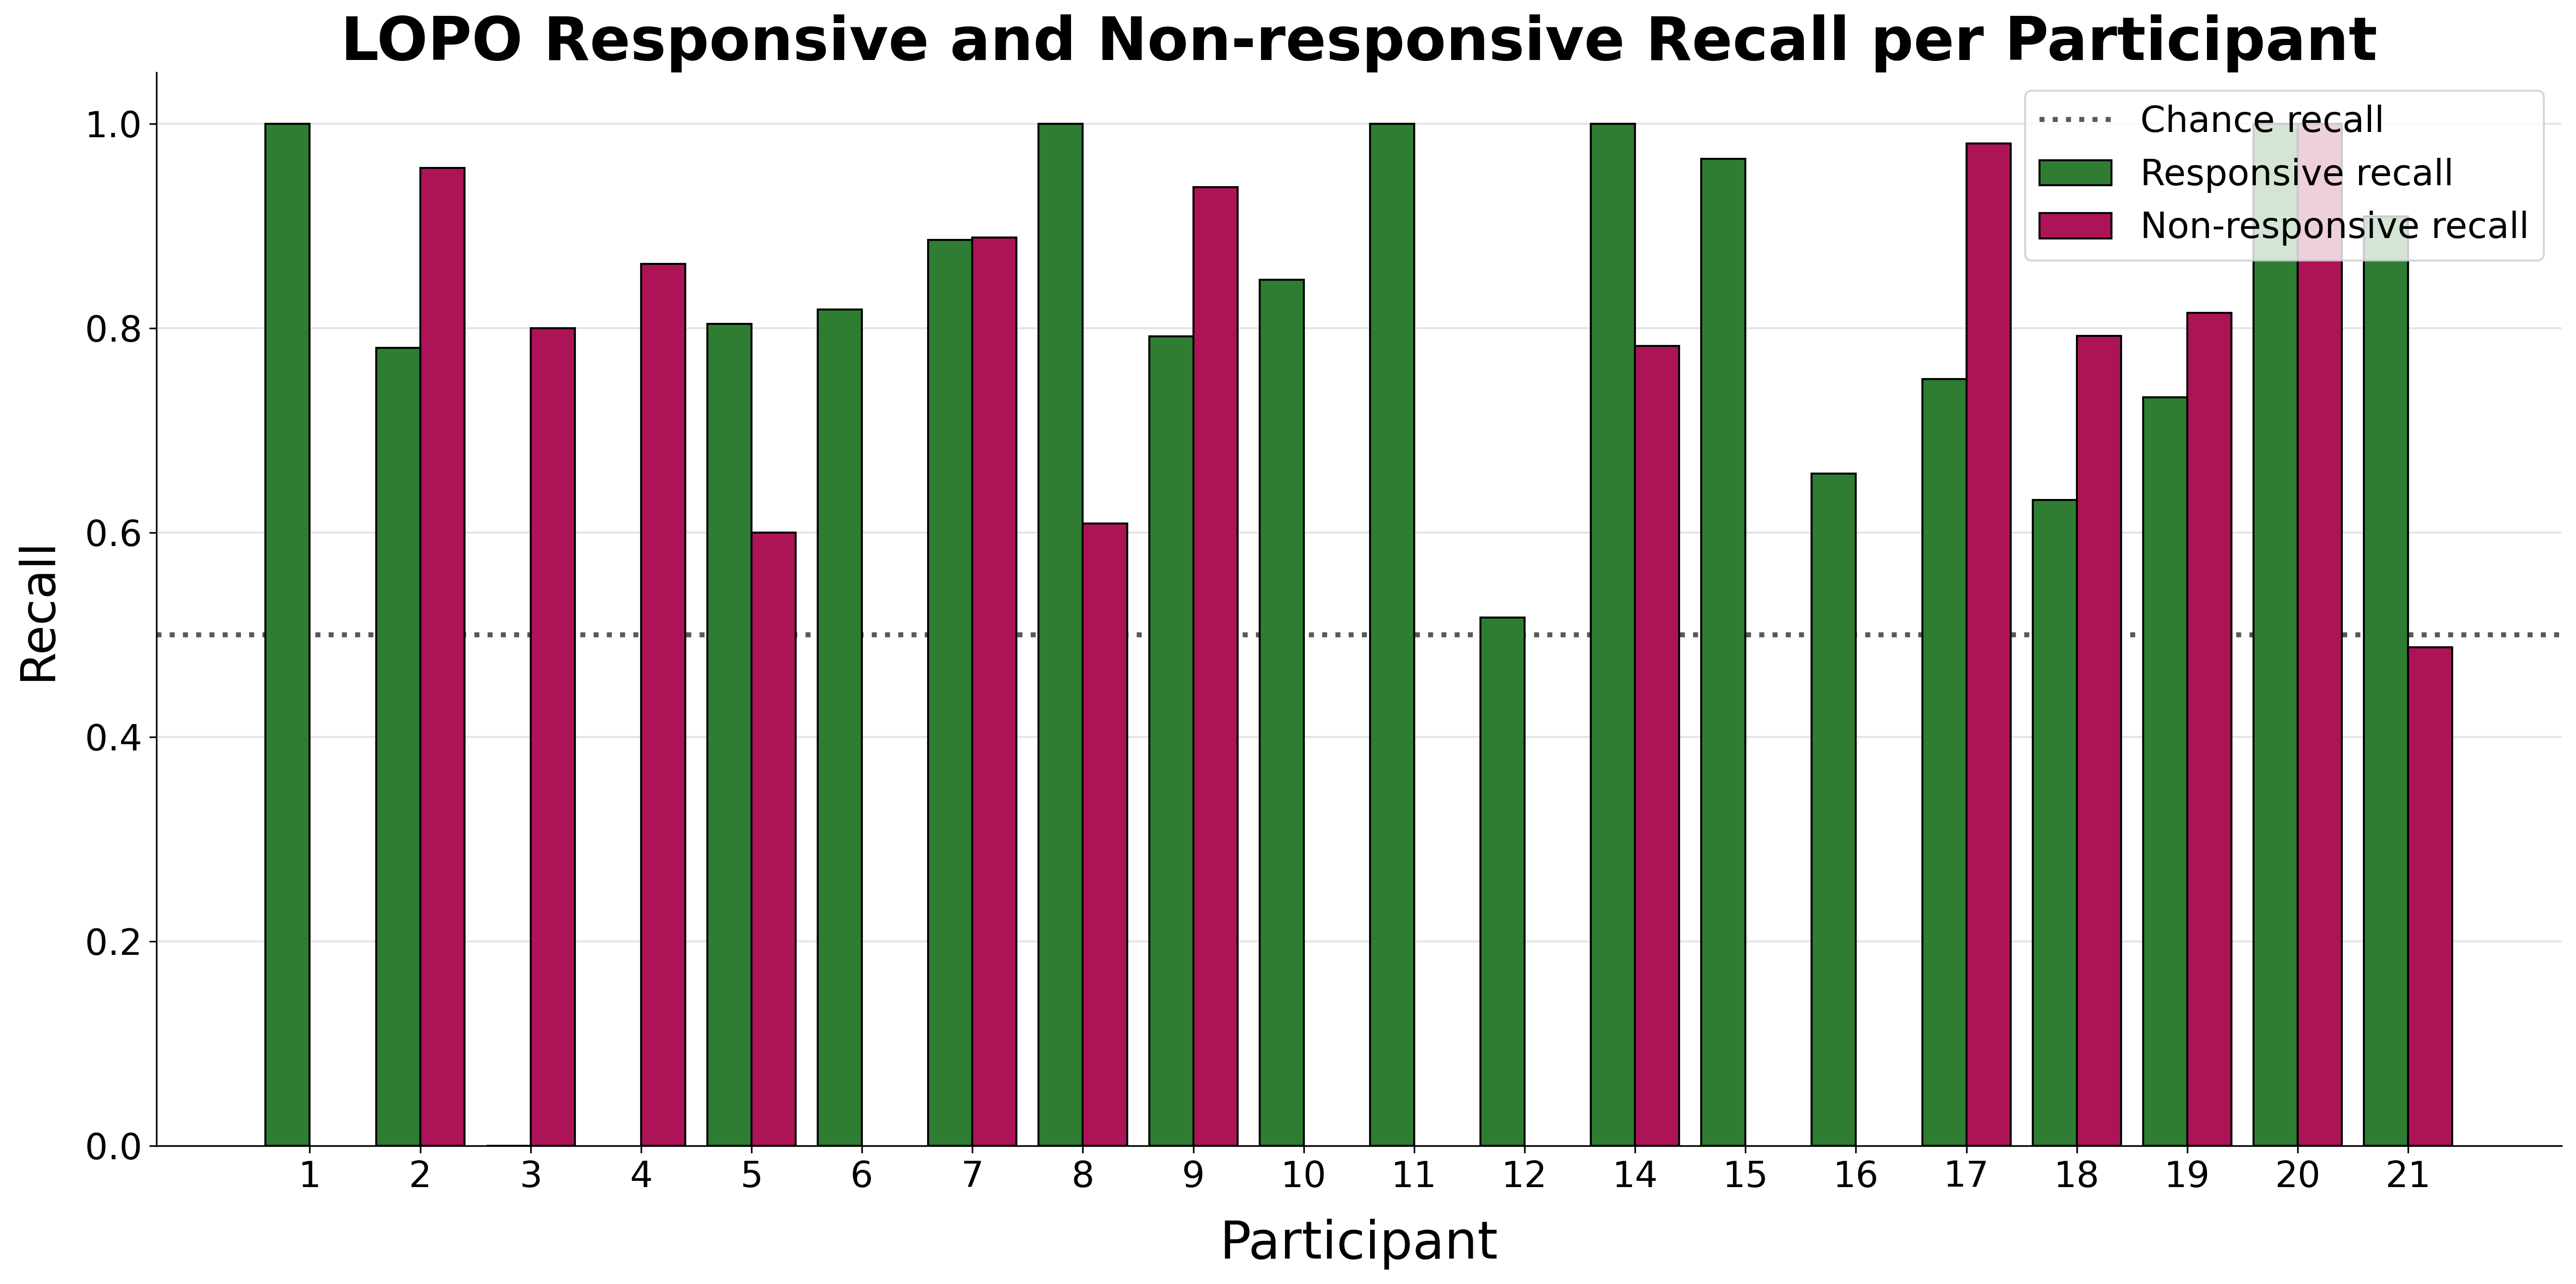 LOPO Responsive and Non-responsive Recall per Participant
Chance recall
Responsive recall
Non-responsive recall
1.0
0.8
0.6
0.4
0.2
0.0
Recall
1 2 3 4 5 6 7 8 9 10 11 12 14 15 16 17 18 19 20 21
Participant